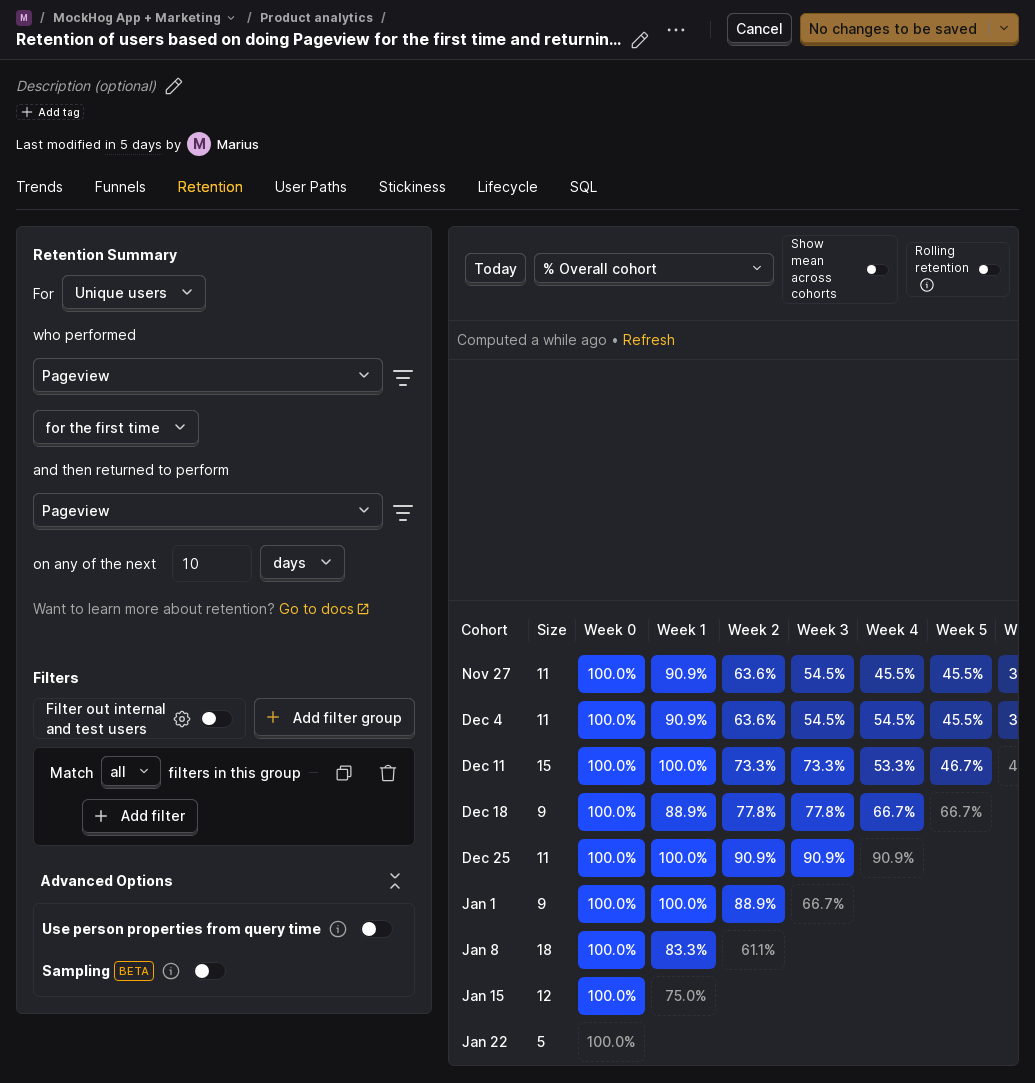 M / MockHog App + Marketing / Product analytics /
Retention of users based on doing Pageview for the first time and returnin...
Cancel
No changes to be saved
Description (optional)
Add tag
Last modified in 5 days by M Marius
Trends Funnels Retention User Paths Stickiness Lifecycle SQL
Retention Summary
For Unique users
who performed
Pageview
for the first time
and then returned to perform
Pageview
on any of the next 10 days
Want to learn more about retention? Go to docs
Filters
Filter out internal
and test users
Add filter group
Match all filters in this group
Add filter
Advanced Options
Use person properties from query time
Sampling BETA
Today
% Overall cohort
Show
mean
across
cohorts
Rolling
retention
Computed a while ago • Refresh
Cohort Size Week 0 Week 1 Week 2 Week 3 Week 4 Week 5 W
Nov 27 11 100.0% 90.9% 63.6% 54.5% 45.5% 45.5% 3
Dec 4 11 100.0% 90.9% 63.6% 54.5% 54.5% 45.5% 3
Dec 11 15 100.0% 100.0% 73.3% 73.3% 53.3% 46.7% 4
Dec 18 9 100.0% 88.9% 77.8% 77.8% 66.7% 66.7%
Dec 25 11 100.0% 100.0% 90.9% 90.9% 90.9%
Jan 1 9 100.0% 100.0% 88.9% 66.7%
Jan 8 18 100.0% 83.3% 61.1%
Jan 15 12 100.0% 75.0%
Jan 22 5 100.0%